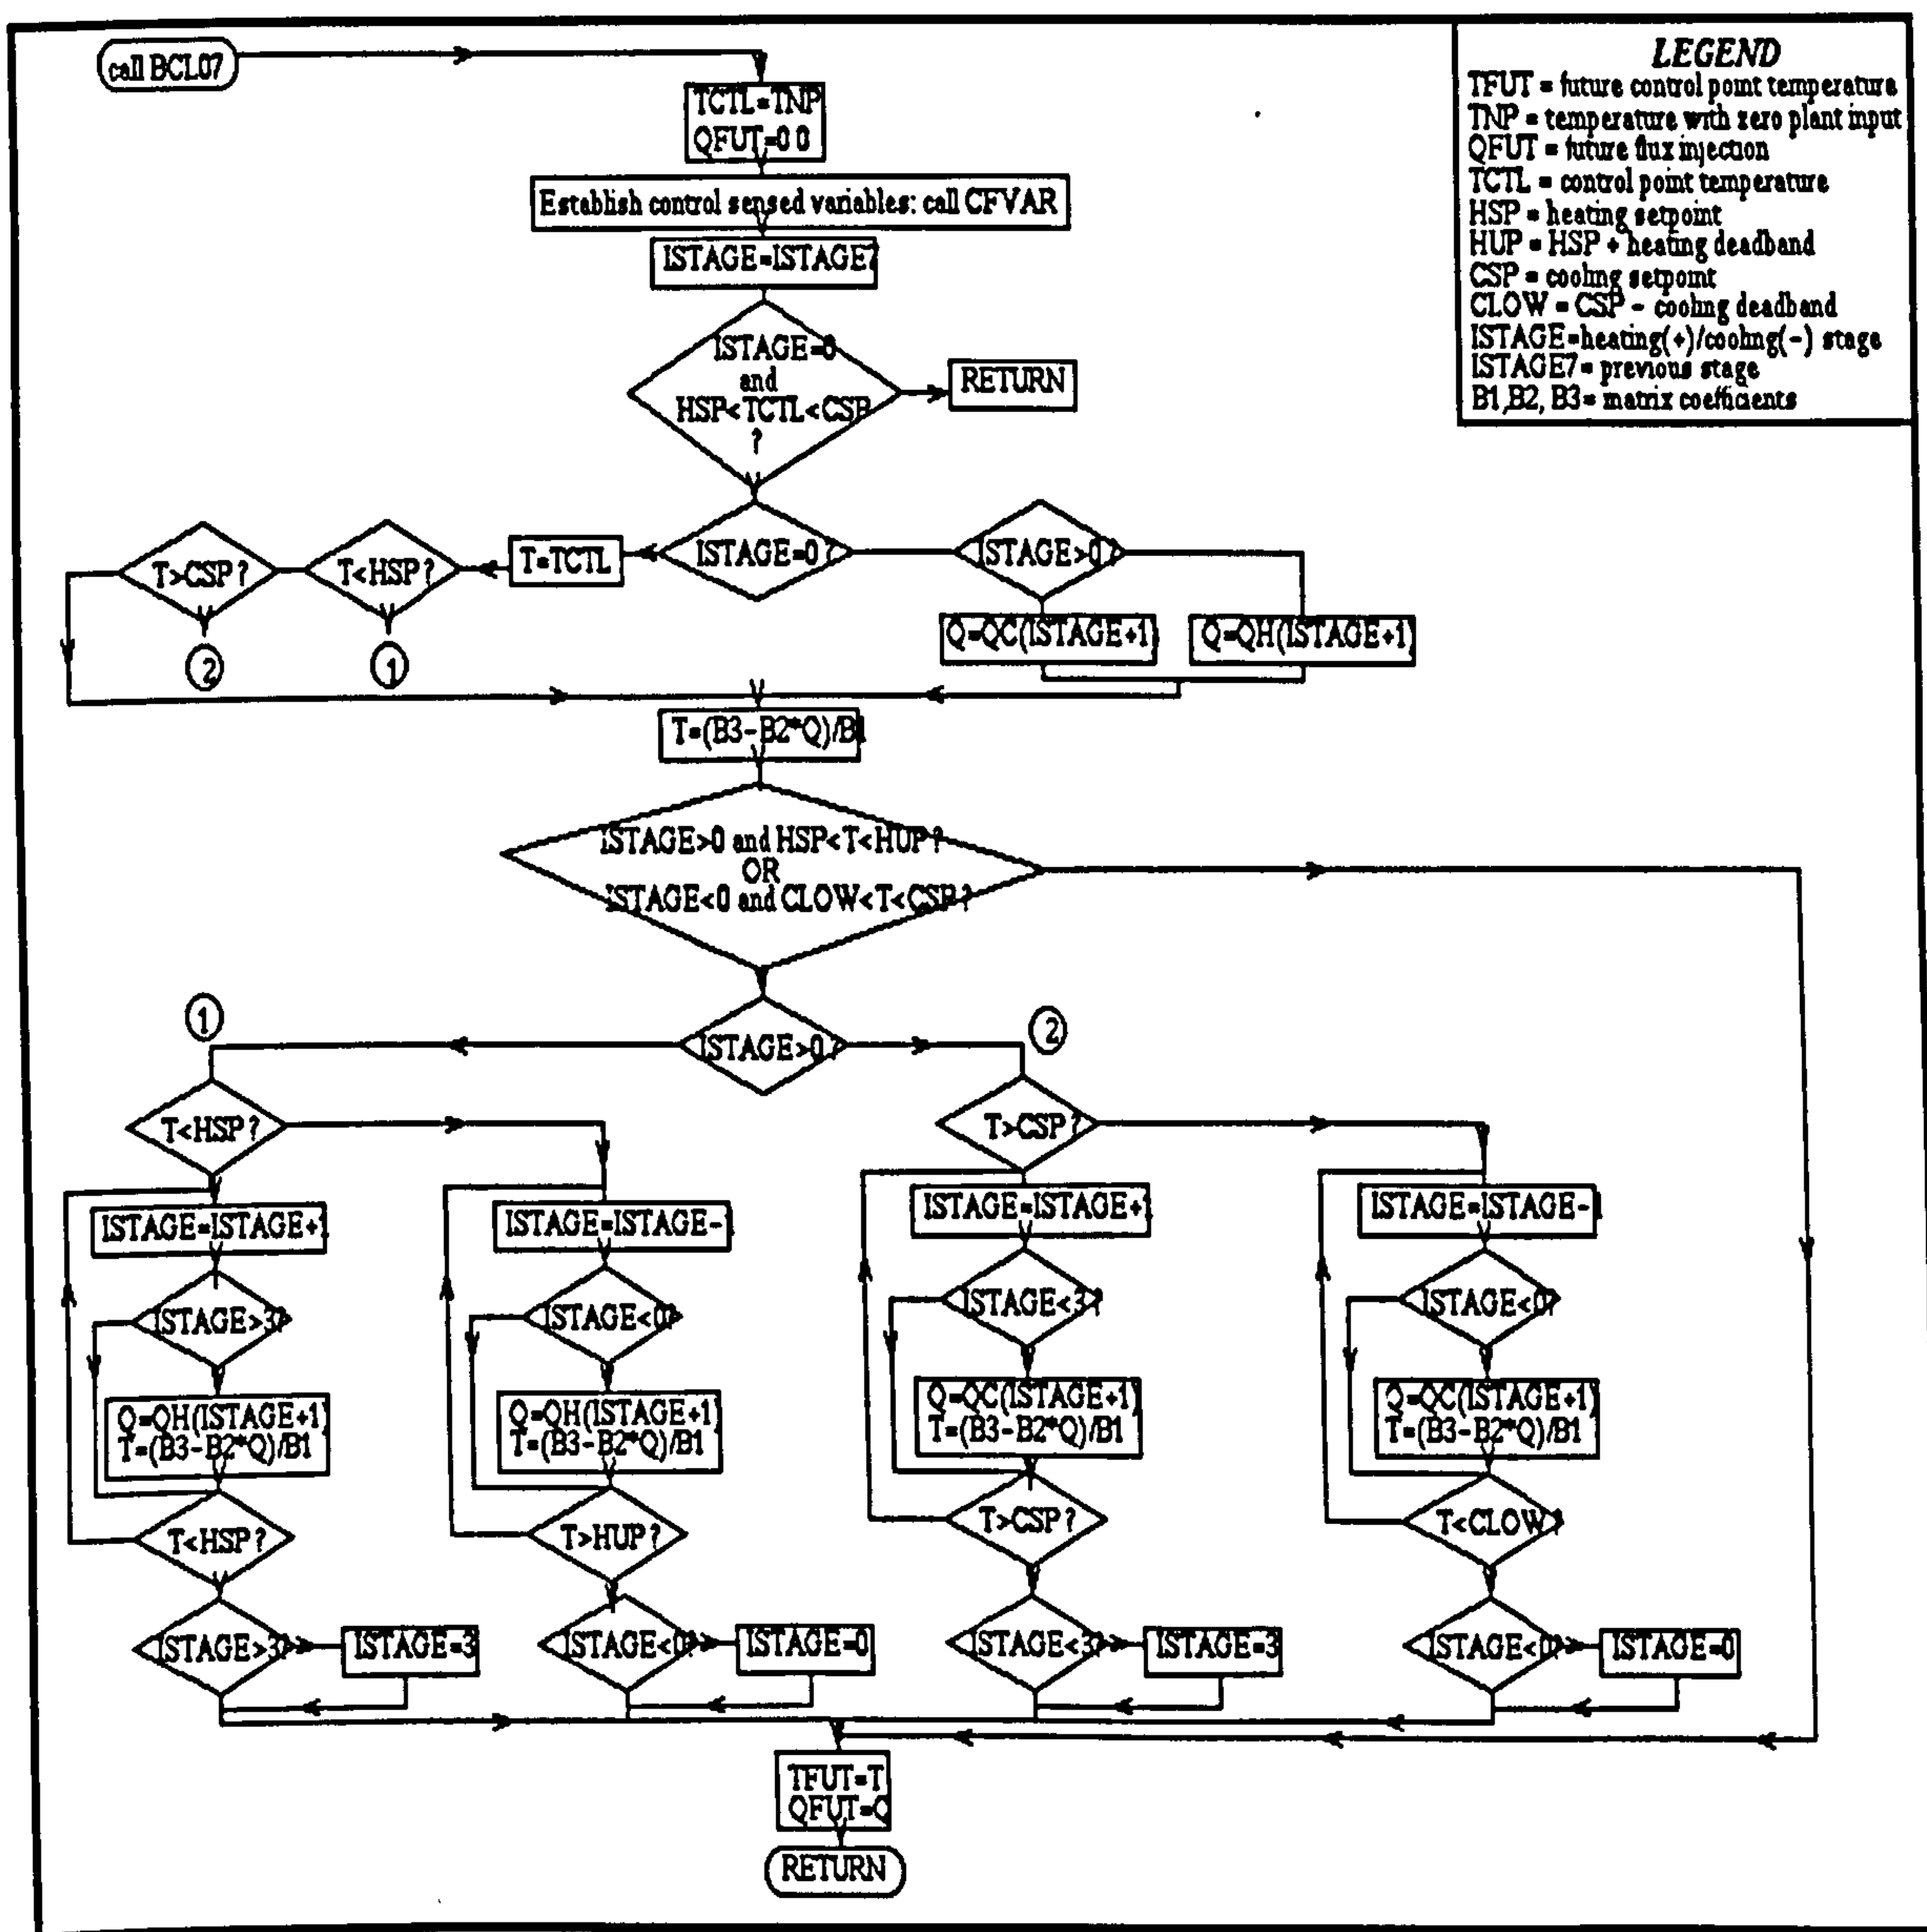 call BCL07
TCTL=TNP
QFUT=0 0
Establish control sensed variables: call CFVAR
ISTAGE=ISTAGE7
ISTAGE=0
and
HSP<TCTL<CSP
?
RETURN
LEGEND
TFUT = future control point temperature
TNP = temperature with zero plant input
QFUT = future flux injection
TCTL = control point temperature
HSP = heating setpoint
HUP = HSP + heating deadband
CSP = cooling setpoint
CLOW = CSP - cooling deadband
ISTAGE=heating(+)/cooling(-) stage
ISTAGE7= previous stage
B1,B2, B3= matrix coefficients
T>CSP?
T<HSP?
T=TCTL
ISTAGE=0?
ISTAGE>0?
2
1
Q=QC(ISTAGE+1)
Q=QH(ISTAGE+1)
T=(B3-B2*Q)/B1
ISTAGE>0 and HSP<T<HUP?
OR
ISTAGE<0 and CLOW<T<CSP?
1
ISTAGE>0?
2
T<HSP?
T>CSP?
ISTAGE=ISTAGE+1
ISTAGE=ISTAGE-1
ISTAGE=ISTAGE+1
ISTAGE=ISTAGE-1
ISTAGE>3?
ISTAGE<0?
ISTAGE<3?
ISTAGE<0?
Q=QH(ISTAGE+1)
T=(B3-B2*Q)/B1
Q=QH(ISTAGE+1)
T=(B3-B2*Q)/B1
Q=QC(ISTAGE+1)
T=(B3-B2*Q)/B1
Q=QC(ISTAGE+1)
T=(B3-B2*Q)/B1
T<HSP?
T>HUP?
T>CSP?
T<CLOW?
ISTAGE>3?
ISTAGE=3
ISTAGE<0?
ISTAGE=0
ISTAGE<3?
ISTAGE=3
ISTAGE<0?
ISTAGE=0
TFUT=T
QFUT=Q
RETURN